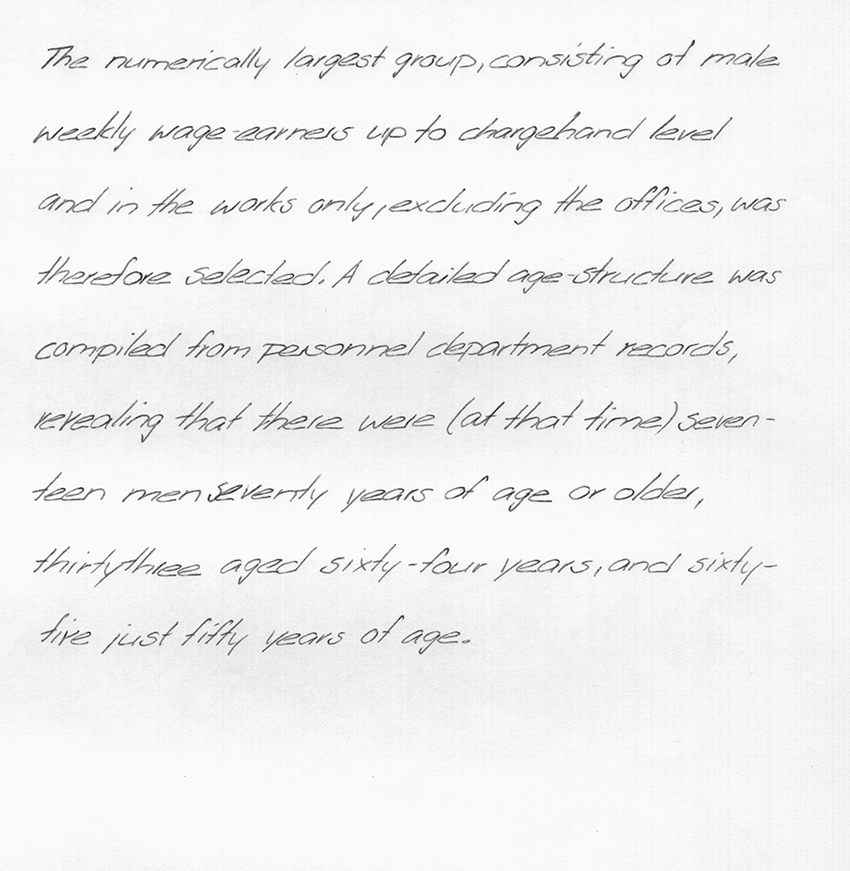 The numerically largest group, consisting of male
weekly wage-earners up to chargehand level
and in the works only, excluding the offices, was
therefore selected. A detailed age-structure was
compiled from personnel department records,
revealing that there were (at that time) seven-
teen men seventy years of age or older,
thirtythree aged sixty-four years, and sixty-
five just fifty years of age.